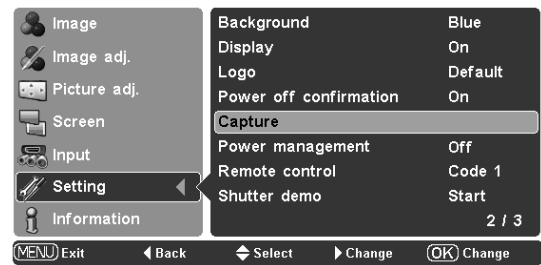 Image
Image adj.
Picture adj.
Screen
Input
Setting
Information
Background Blue
Display On
Logo Default
Power off confirmation On
Capture
Power management Off
Remote control Code 1
Shutter demo Start
2 / 3
MENU Exit Back Select Change OK Change